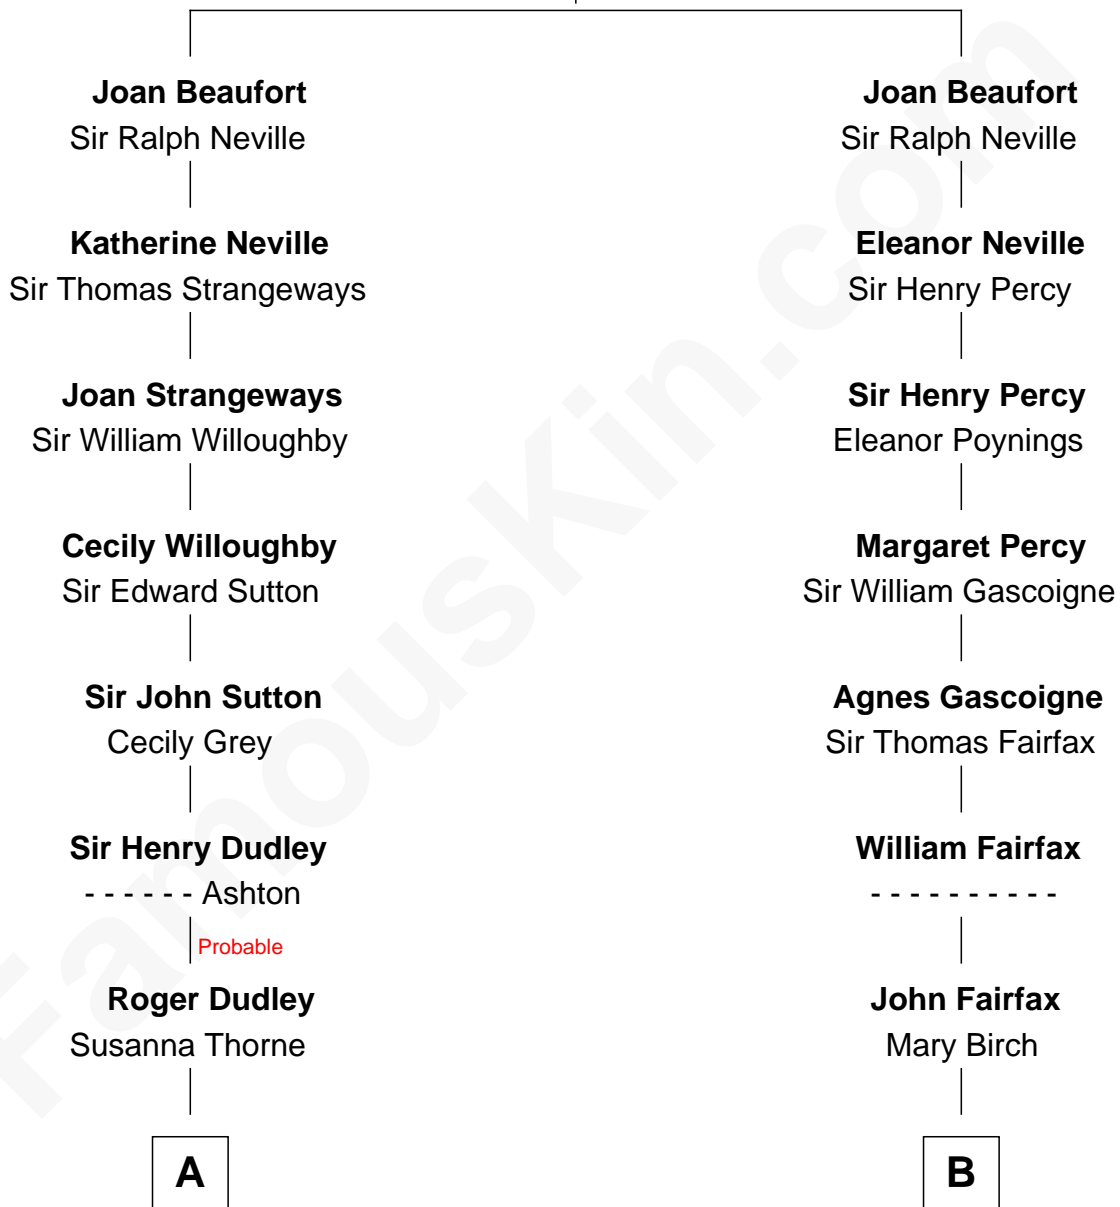 Joan Beaufort
Sir Ralph Neville
Katherine Neville
Sir Thomas Strangeways
Joan Strangeways
Sir William Willoughby
Cecily Willoughby
Sir Edward Sutton
Sir John Sutton
Cecily Grey
Sir Henry Dudley
- - - - - - Ashton
Probable
Roger Dudley
Susanna Thorne
A
Joan Beaufort
Sir Ralph Neville
Eleanor Neville
Sir Henry Percy
Sir Henry Percy
Eleanor Poynings
Margaret Percy
Sir William Gascoigne
Agnes Gascoigne
Sir Thomas Fairfax
William Fairfax
- - - - - - - - - -
John Fairfax
Mary Birch
B
FamousKin.com